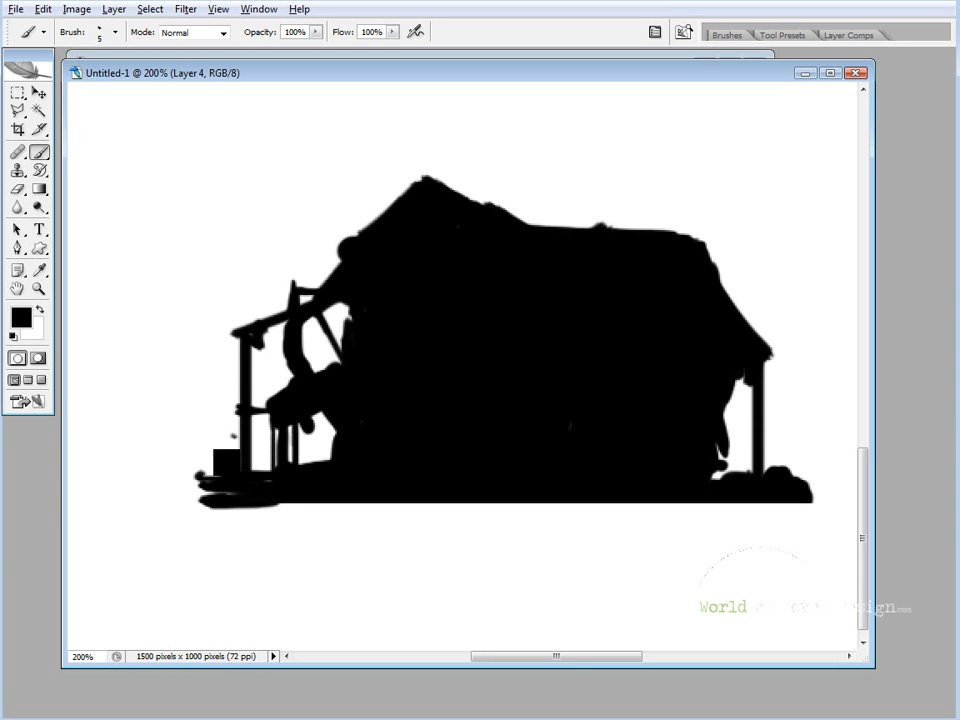 File Edit Image Layer Select Filter View Window Help
Brush: 5 Mode: Normal Opacity: 100% Flow: 100% Brushes Tool Presets Layer Comps
Untitled-1 @ 200% (Layer 4, RGB/8)
T
World
.com
200% 1500 pixels x 1000 pixels (72 ppi)